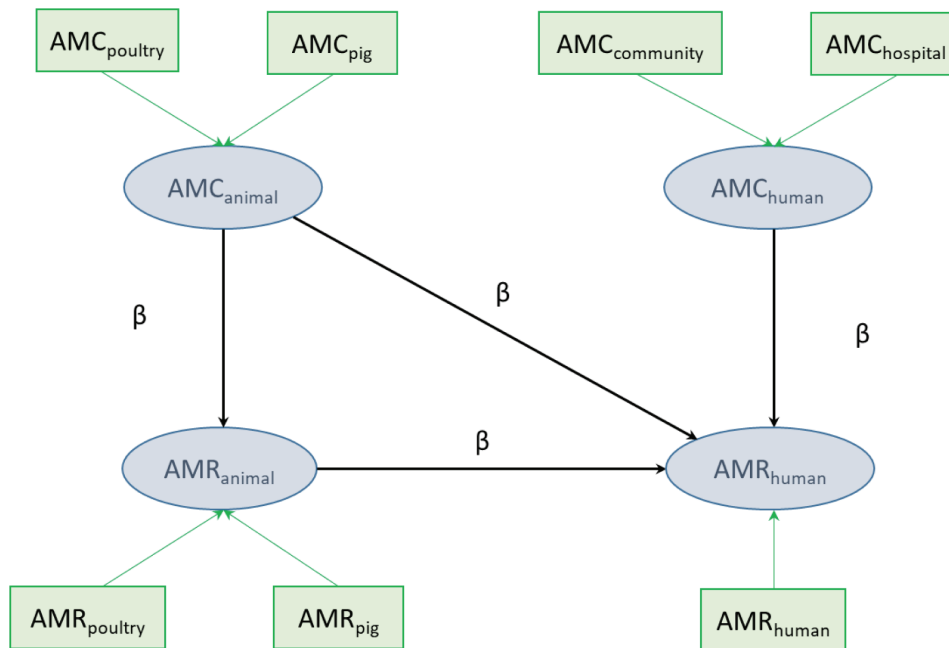 AMCpoultry
AMCpig
AMCcommunity
AMChospital
AMCanimal
AMChuman
β
β
β
β
AMRanimal
AMRhuman
AMRpoultry
AMRpig
AMRhuman